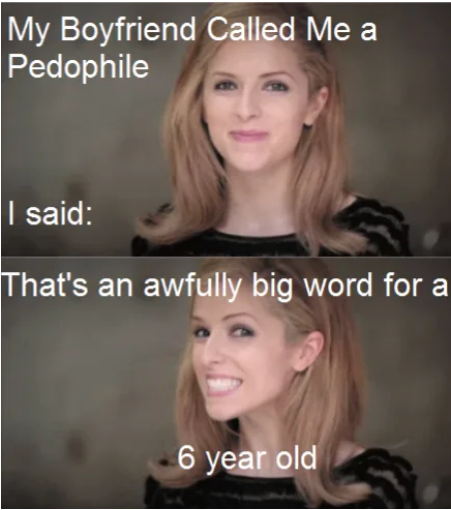 My Boyfriend Called Me a
Pedophile
I said:
That's an awfully big word for a
6 year old